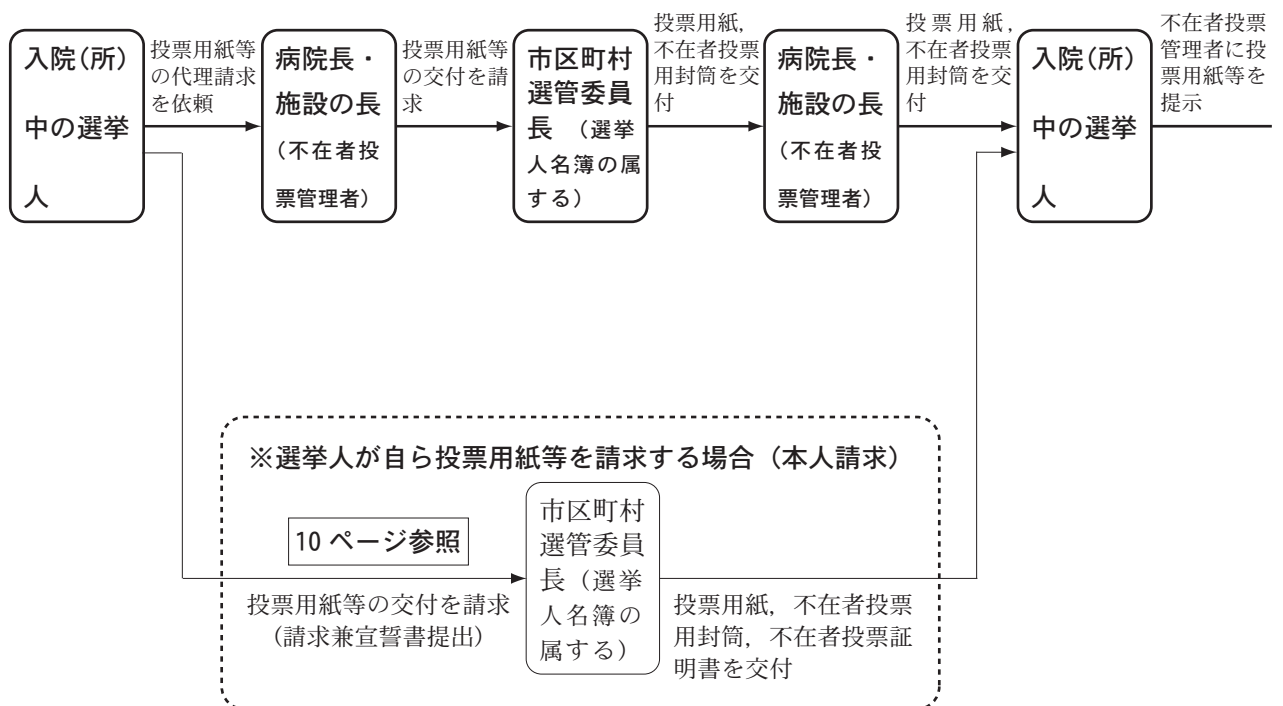 入院（所）
中の選挙
人
投票用紙等
の代理請求
を依頼
病院長・
施設の長
（不在者投
票管理者）
投票用紙等
の交付を請
求
市区町村
選管委員
長（選挙
人名簿の属
する）
投票用紙，
不在者投票
用封筒を交
付
病院長・
施設の長
（不在者投
票管理者）
投票用紙，
不在者投票
用封筒を交
付
入院（所）
中の選挙
人
不在者投票
管理者に投
票用紙等を
提示
※選挙人が自ら投票用紙等を請求する場合（本人請求）
10 ページ参照
投票用紙等の交付を請求
（請求兼宣誓書提出）
市区町村
選管委員
長（選挙
人名簿の
属する）
投票用紙，不在者投票
用封筒，不在者投票証
明書を交付